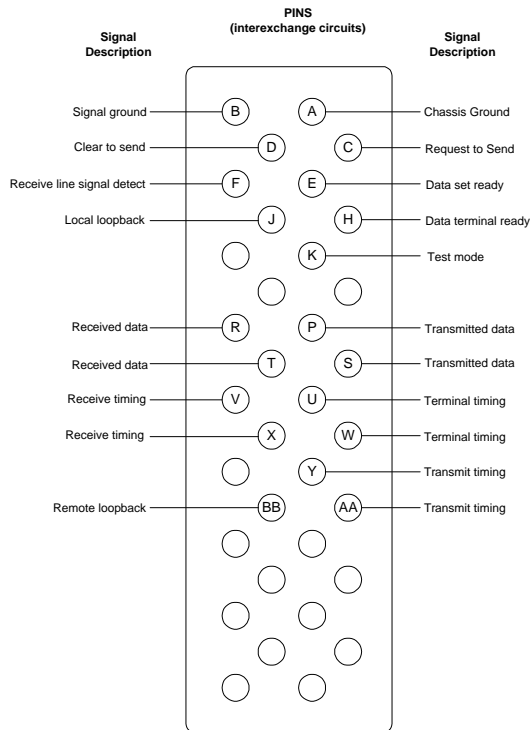 PINS
(interexchange circuits)
Signal
Description
Signal
Description
Signal ground B A Chassis Ground
Clear to send D C Request to Send
Receive line signal detect F E Data set ready
Local loopback J H Data terminal ready
K Test mode
Received data R P Transmitted data
Received data T S Transmitted data
Receive timing V U Terminal timing
Receive timing X W Terminal timing
Y Transmit timing
Remote loopback BB AA Transmit timing